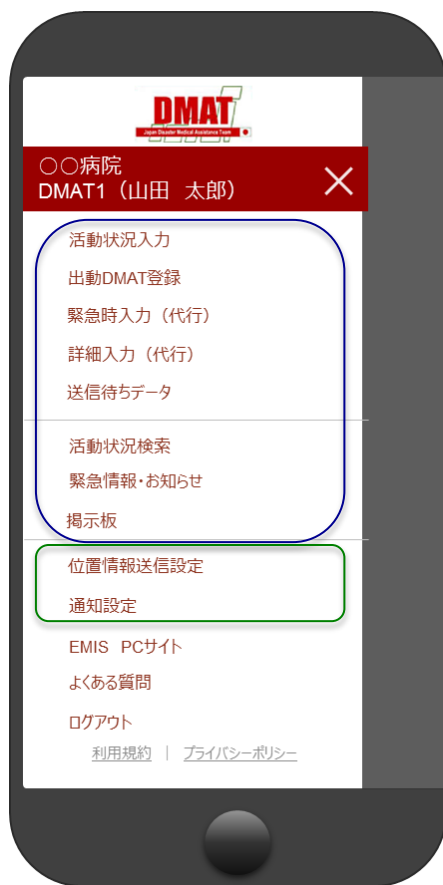 DMAT
Japan Disaster Medical Assistance Team
○○病院
DMAT1（山田　太郎）
活動状況入力
出動DMAT登録
緊急時入力（代行）
詳細入力（代行）
送信待ちデータ
活動状況検索
緊急情報・お知らせ
掲示板
位置情報送信設定
通知設定
EMIS　PCサイト
よくある質問
ログアウト
利用規約　|　プライバシーポリシー